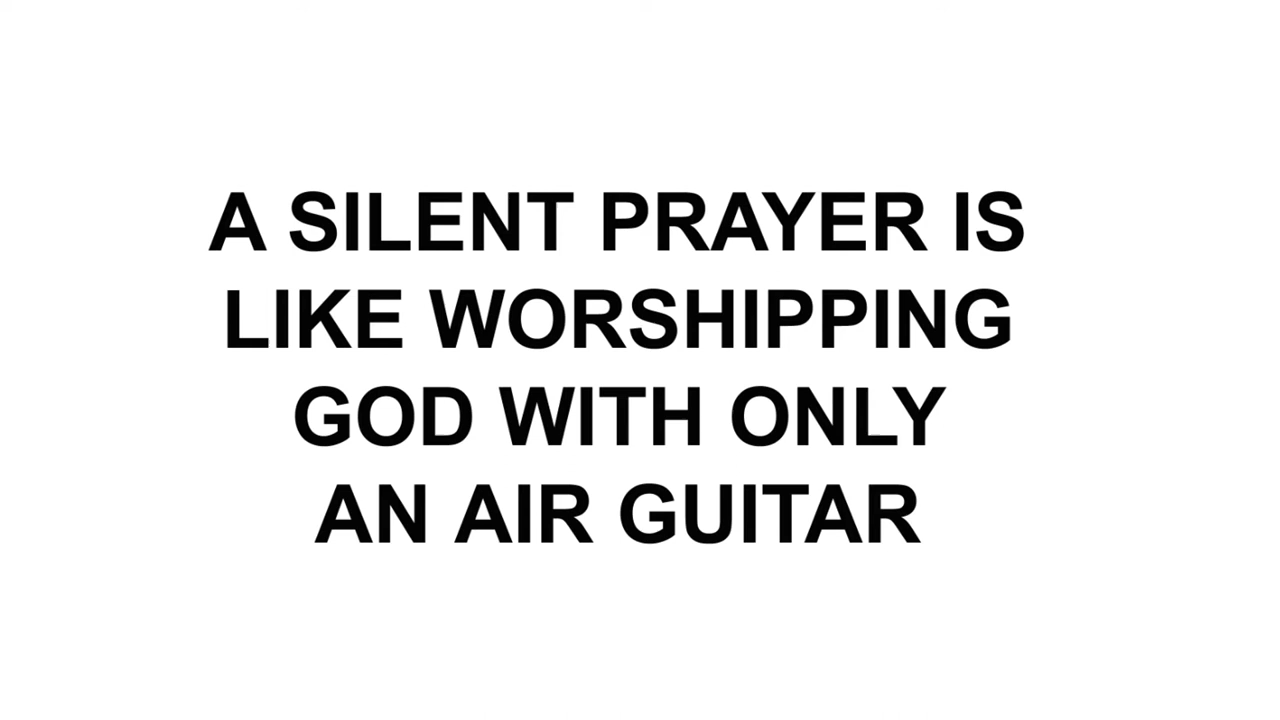 A SILENT PRAYER IS
LIKE WORSHIPPING
GOD WITH ONLY
AN AIR GUITAR